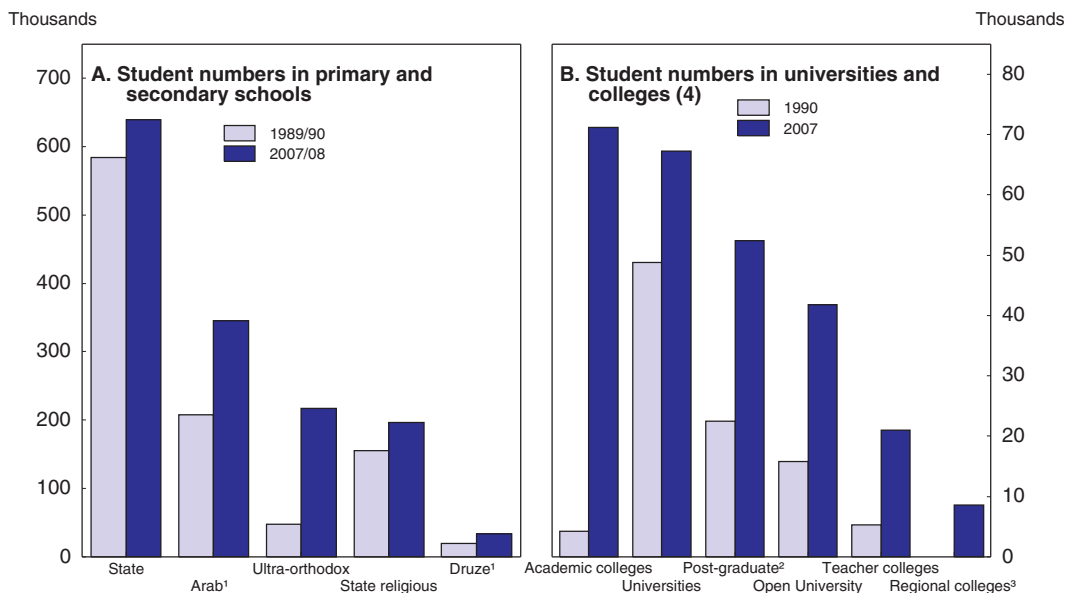 Thousands
Thousands
A. Student numbers in primary and
secondary schools
1989/90
2007/08
700
600
500
400
300
200
100
0
State
Arab¹
Ultra-orthodox
State religious
Druze¹
B. Student numbers in universities and
colleges (4)
1990
2007
80
70
60
50
40
30
20
10
0
Academic colleges
Universities
Post-graduate²
Open University
Teacher colleges
Regional colleges³